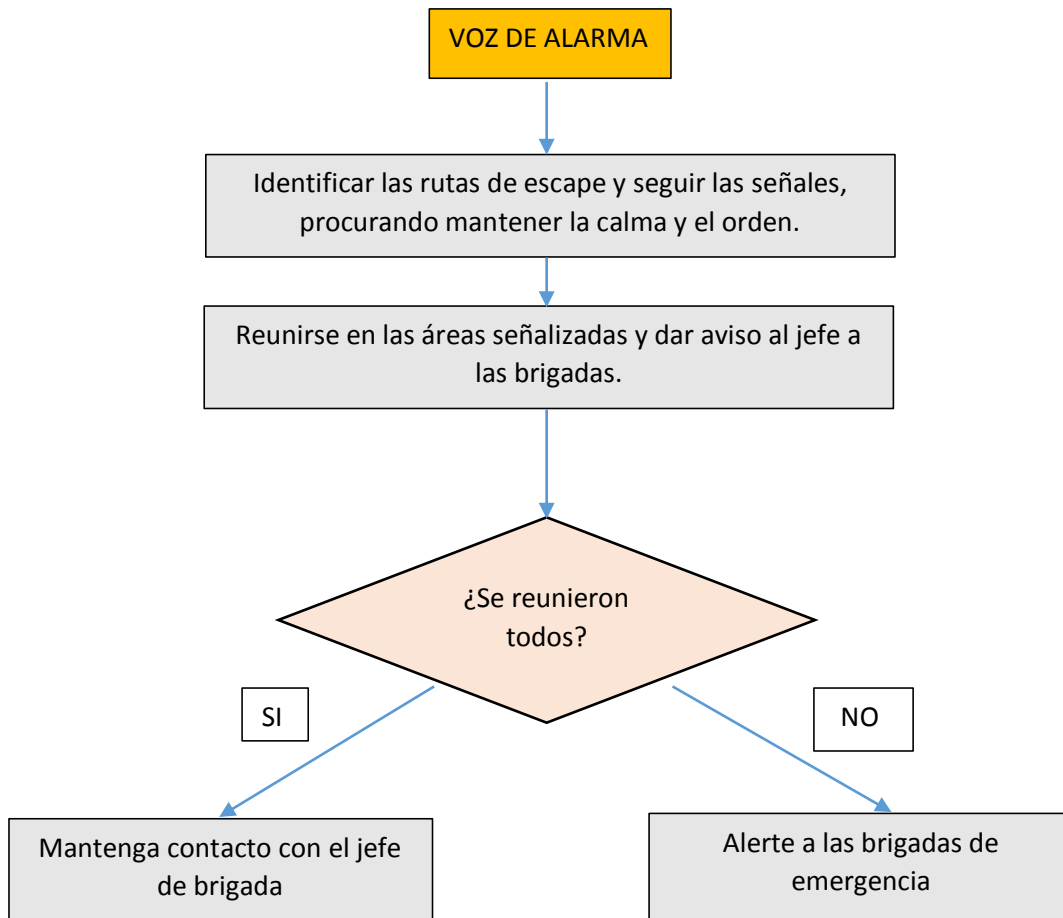 VOZ DE ALARMA
Identificar las rutas de escape y seguir las señales,
procurando mantener la calma y el orden.
Reunirse en las áreas señalizadas y dar aviso al jefe a
las brigadas.
¿Se reunieron
todos?
SI
NO
Mantenga contacto con el jefe
de brigada
Alerte a las brigadas de
emergencia